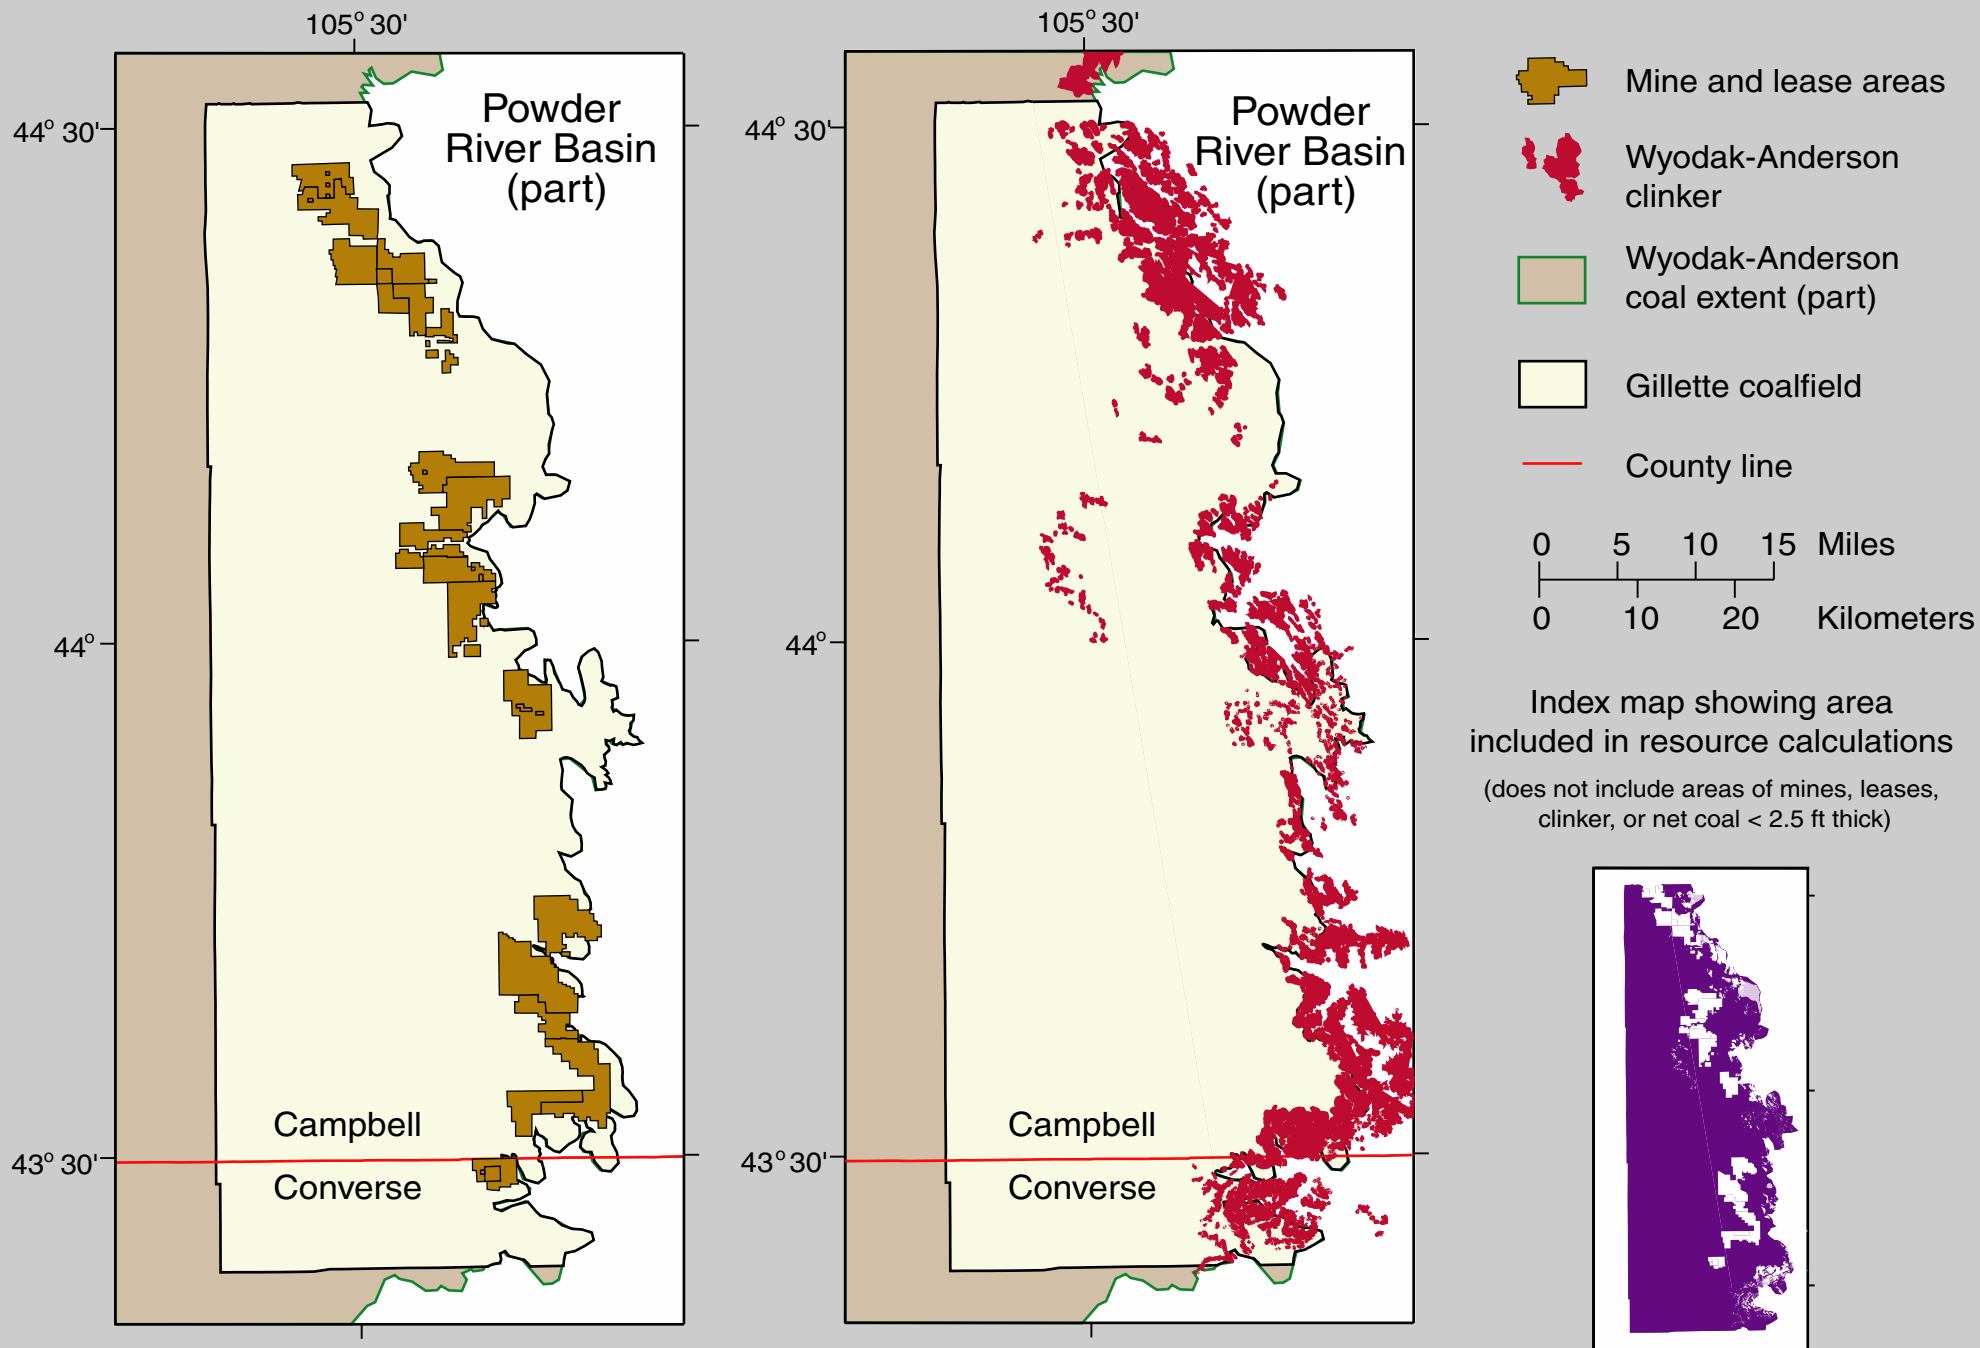 105° 30'
44° 30'
Powder
River Basin
(part)
44°
Campbell
43° 30'
Converse
105° 30'
44° 30'
Powder
River Basin
(part)
44°
Campbell
43° 30'
Converse
Mine and lease areas
Wyodak-Anderson
clinker
Wyodak-Anderson
coal extent (part)
Gillette coalfield
County line
0 5 10 15 Miles
0 10 20 Kilometers
Index map showing area
included in resource calculations
(does not include areas of mines, leases,
clinker, or net coal < 2.5 ft thick)